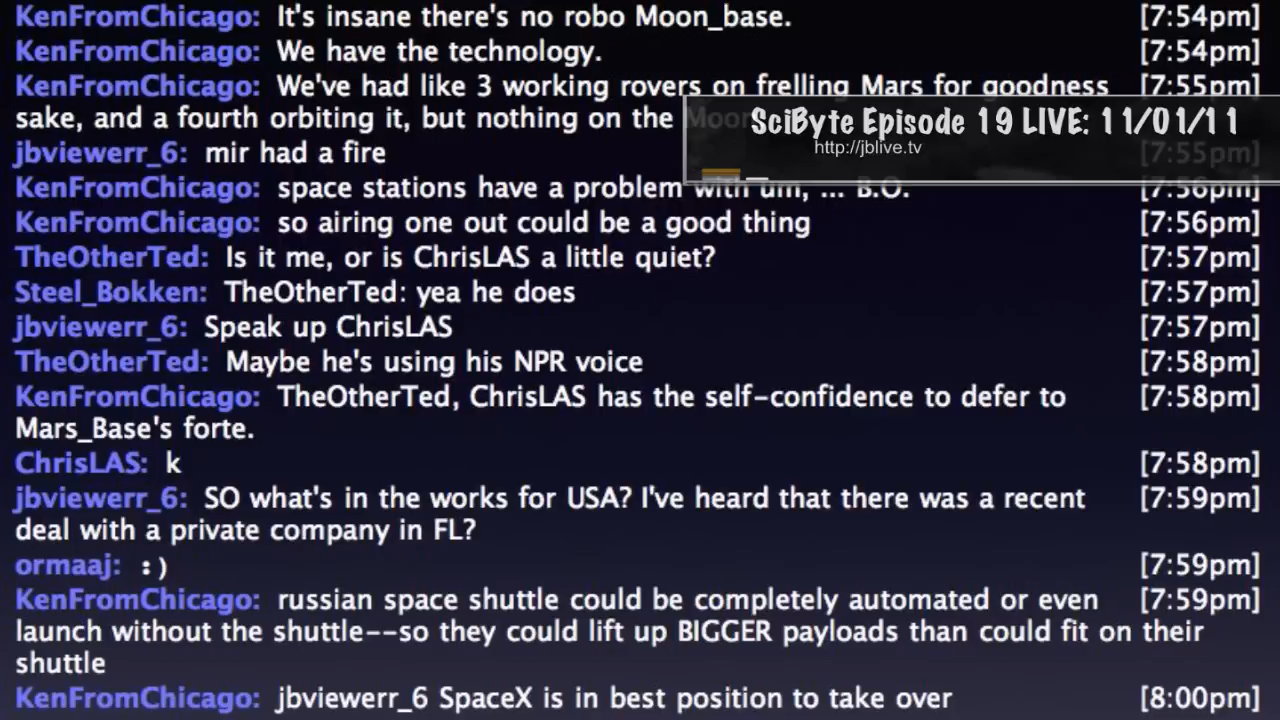 KenFromChicago: It's insane there's no robo Moon_base. [7:54pm]
KenFromChicago: We have the technology. [7:54pm]
KenFromChicago: We've had like 3 working rovers on frelling Mars for goodness [7:55pm]
sake, and a fourth orbiting it, but nothing on the Moon
SciByte Episode 19 LIVE: 11/01/11
http://jblive.tv
jbviewerr_6: mir had a fire [7:55pm]
KenFromChicago: space stations have a problem with um, ... B.O. [7:56pm]
KenFromChicago: so airing one out could be a good thing [7:56pm]
TheOtherTed: Is it me, or is ChrisLAS a little quiet? [7:57pm]
Steel_Bokken: TheOtherTed: yea he does [7:57pm]
jbviewerr_6: Speak up ChrisLAS [7:57pm]
TheOtherTed: Maybe he's using his NPR voice [7:58pm]
KenFromChicago: TheOtherTed, ChrisLAS has the self-confidence to defer to [7:58pm]
Mars_Base's forte.
ChrisLAS: k [7:58pm]
jbviewerr_6: SO what's in the works for USA? I've heard that there was a recent [7:59pm]
deal with a private company in FL?
ormaaj: :) [7:59pm]
KenFromChicago: russian space shuttle could be completely automated or even [7:59pm]
launch without the shuttle--so they could lift up BIGGER payloads than could fit on their
shuttle
KenFromChicago: jbviewerr_6 SpaceX is in best position to take over [8:00pm]